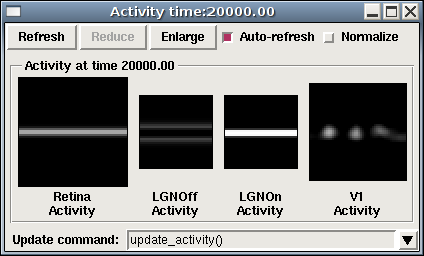 Activity time:20000.00
Refresh Reduce Enlarge Auto-refresh Normalize
Activity at time 20000.00
Retina LGNOff LGNOn V1
Activity Activity Activity Activity
Update command: update_activity()